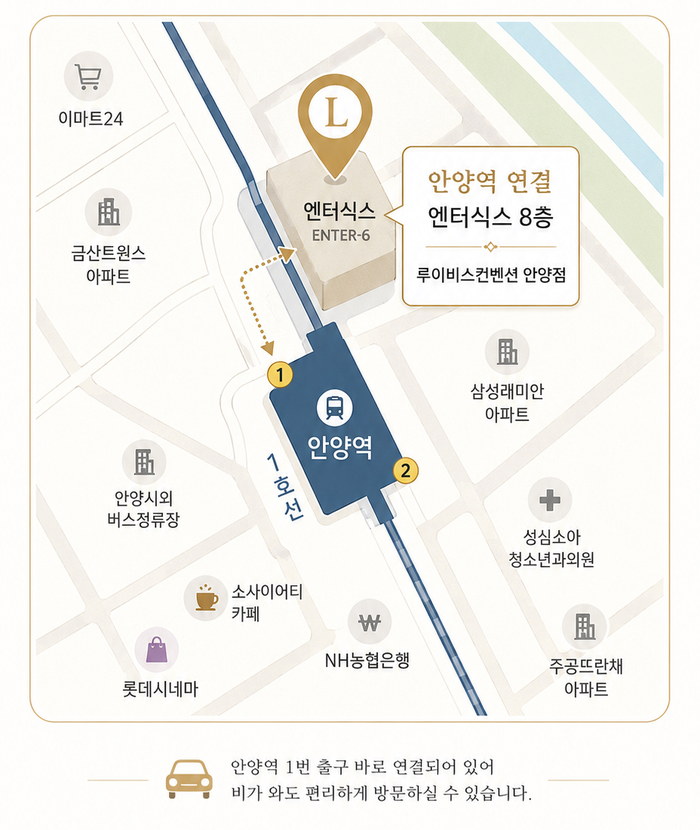 이마트24
L
엔터식스
ENTER-6
안양역 연결
엔터식스 8층
루이비스컨벤션 안양점
금산트윈스
아파트
1
삼성래미안
아파트
안양역
2
1호선
안양시외
버스정류장
성심소아
청소년과의원
소사이어티
카페
NH농협은행
롯데시네마
주공뜨란채
아파트
안양역 1번 출구 바로 연결되어 있어
비가 와도 편리하게 방문하실 수 있습니다.